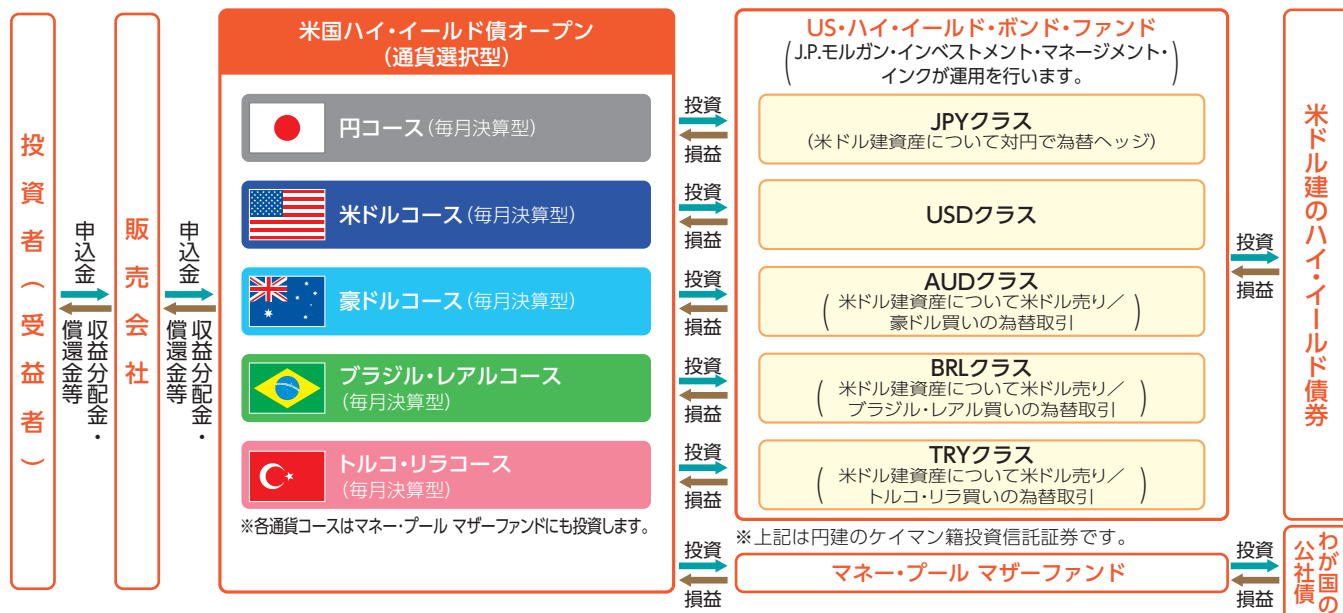 投資者(受益者)
申込金
収益分配金・
償還金等
販売会社
申込金
収益分配金・
償還金等
米国ハイ・イールド債オープン
(通貨選択型)
円コース(毎月決算型)
米ドルコース(毎月決算型)
豪ドルコース(毎月決算型)
ブラジル・レアルコース
(毎月決算型)
トルコ・リラコース
(毎月決算型)
※各通貨コースはマネー・プール マザーファンドにも投資します。
投資
損益
投資
損益
投資
損益
投資
損益
投資
損益
投資
損益
US・ハイ・イールド・ボンド・ファンド
(J.P.モルガン・インベストメント・マネージメント・
インクが運用を行います。)
JPYクラス
(米ドル建資産について対円で為替ヘッジ)
USDクラス
AUDクラス
(米ドル建資産について米ドル売り/
豪ドル買いの為替取引)
BRLクラス
(米ドル建資産について米ドル売り/
ブラジル・レアル買いの為替取引)
TRYクラス
(米ドル建資産について米ドル売り/
トルコ・リラ買いの為替取引)
※上記は円建のケイマン籍投資信託証券です。
マネー・プール マザーファンド
投資
損益
投資
損益
米ドル建のハイ・イールド債券
わが国の
公社債